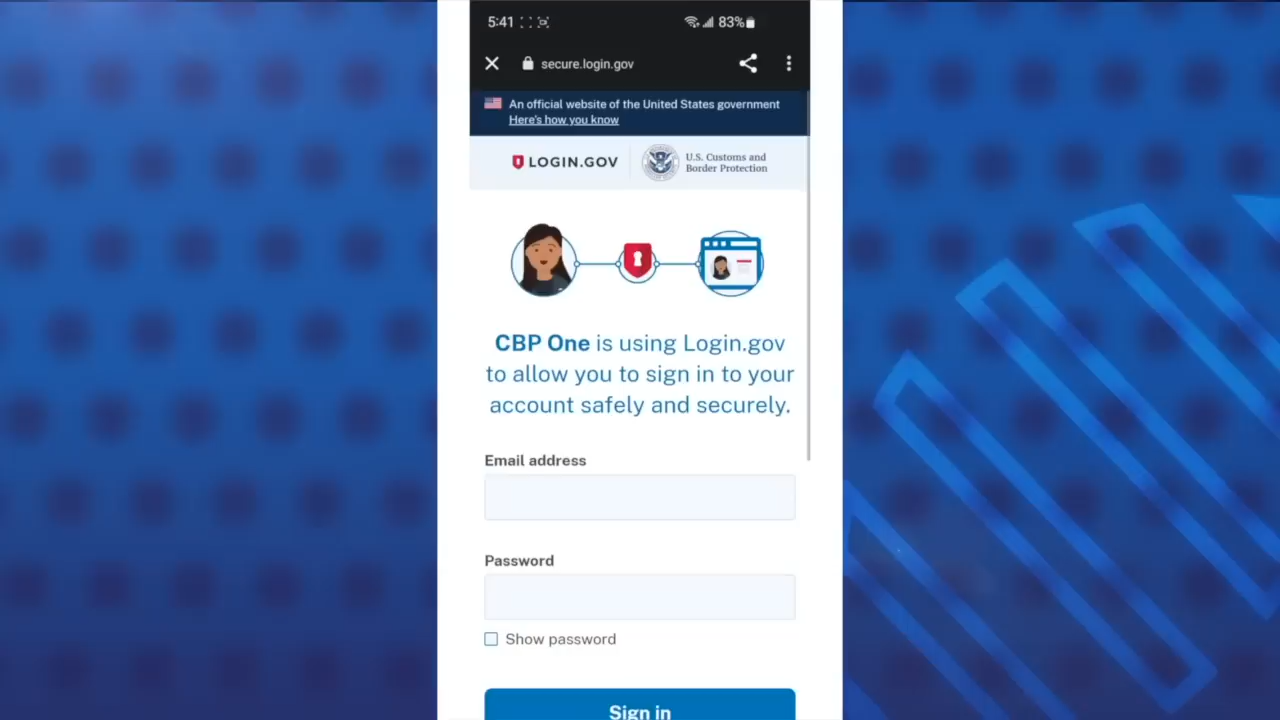 5:41 83%
secure.login.gov
An official website of the United States government
Here's how you know
LOGIN.GOV
U.S. Customs and
Border Protection
CBP One is using Login.gov
to allow you to sign in to your
account safely and securely.
Email address
Password
Show password
Sign in